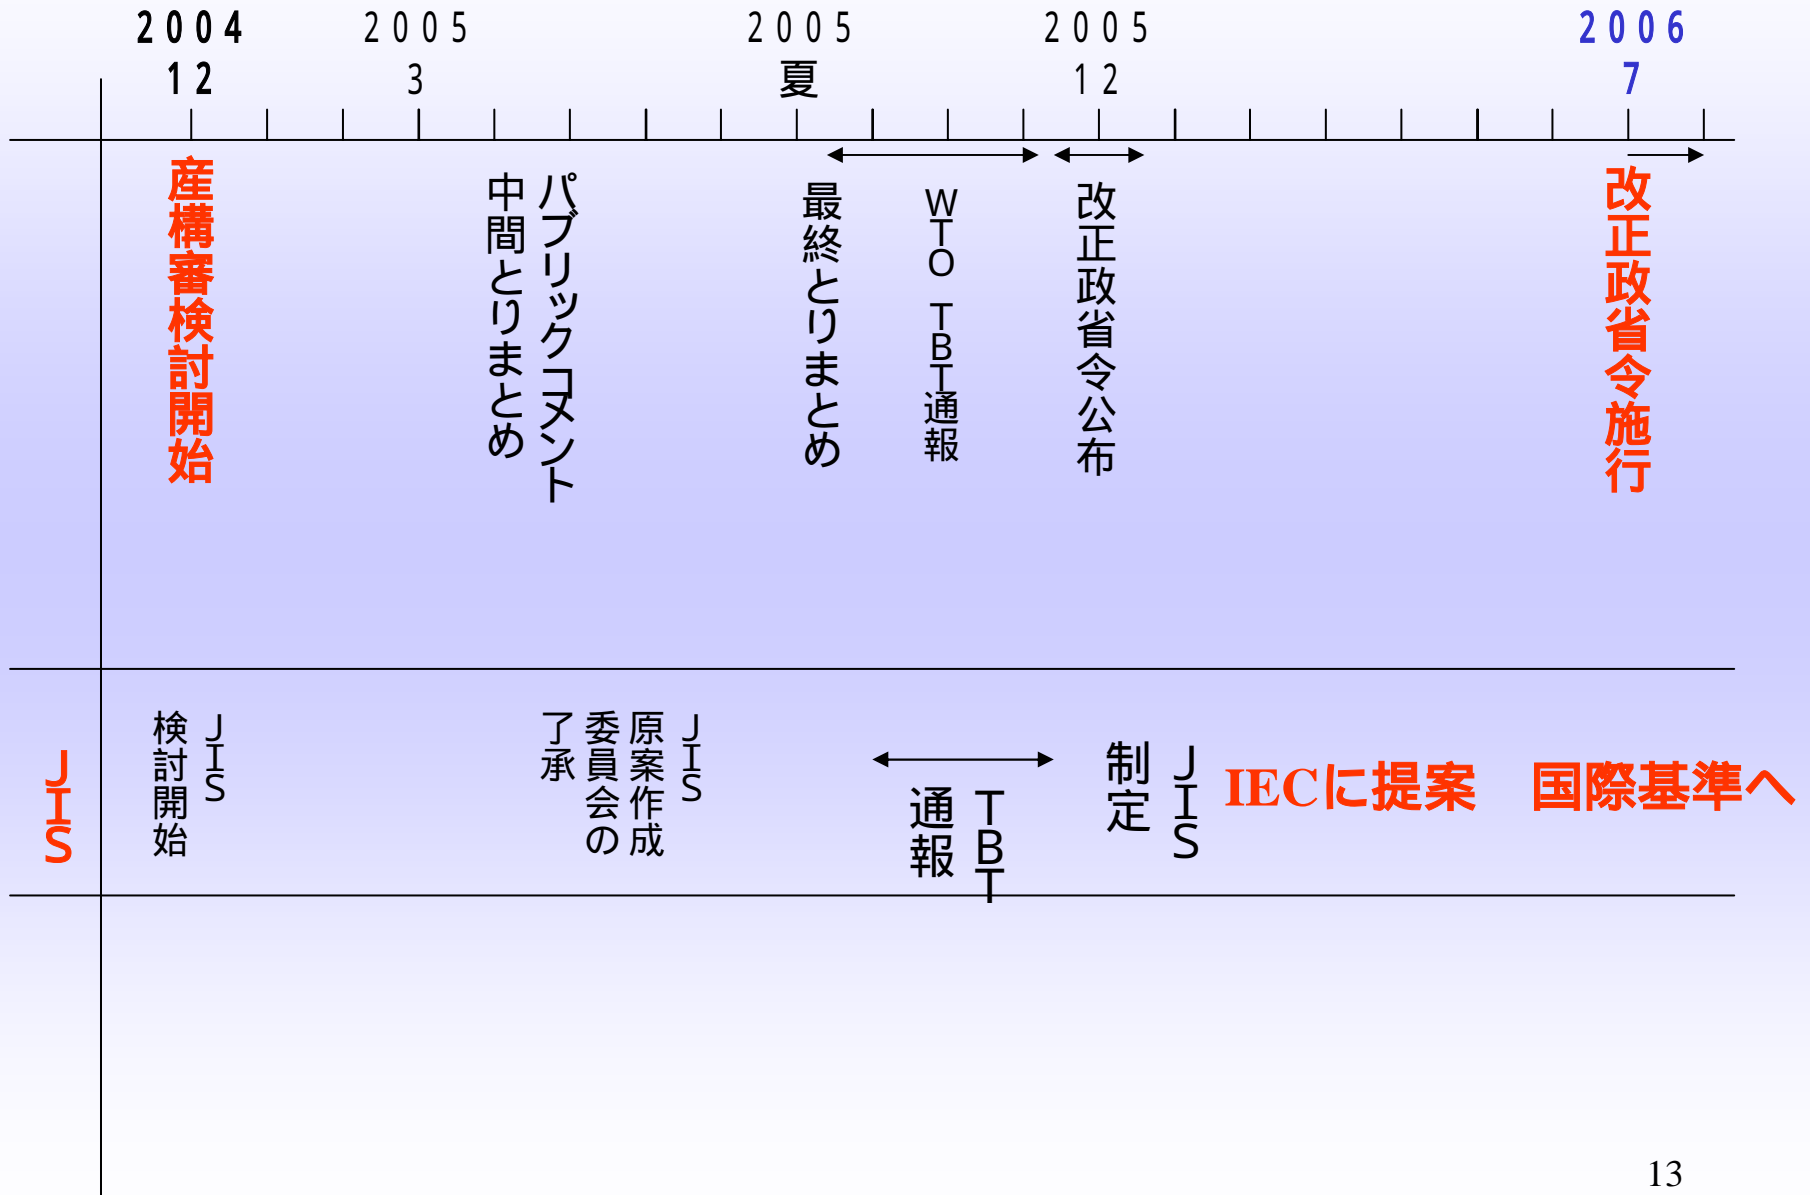 ２００４
１２
２００５
３
２００５
夏
２００５
１２
２００６
７
産構審検討開始
パブリックコメント
中間とりまとめ
最終とりまとめ
ＷＴＯ　ＴＢＴ通報
改正政省令公布
改正政省令施行
ＪＩＳ
ＪＩＳ
検討開始
ＪＩＳ
原案作成
委員会の
了承
ＴＢＴ
通報
ＪＩＳ
制定
IECに提案　国際基準へ
13